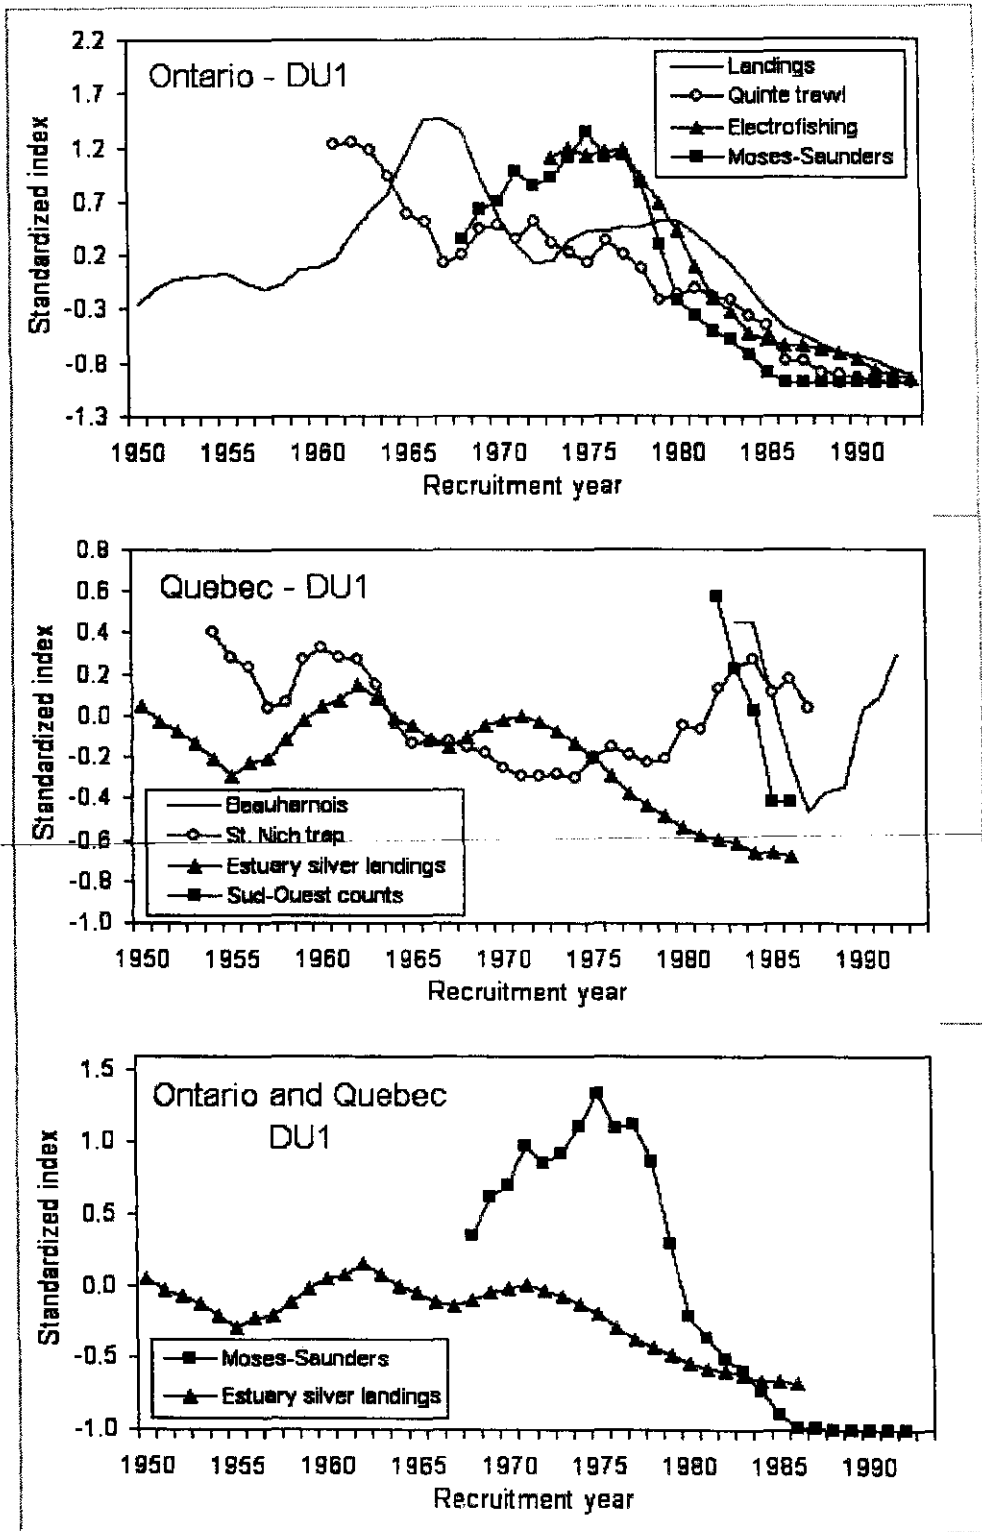 2.2
Ontario - DU1
Landings
Quinte trawl
Electrofishing
Moses-Saunders
1.7
1.2
0.7
0.2
-0.3
-0.8
-1.3
Standardized index
1950 1955 1960 1965 1970 1975 1980 1985 1990
Recruitment year
0.8
Quebec - DU1
0.6
0.4
0.2
0.0
-0.2
-0.4
-0.6
-0.8
-1.0
Standardized index
Beauharnois
St. Nich trap
Estuary silver landings
Sud-Ouest counts
1950 1955 1960 1965 1970 1975 1980 1985 1990
Recruitment year
1.5
Ontario and Quebec
DU1
1.0
0.5
0.0
-0.5
-1.0
Standardized index
Moses-Saunders
Estuary silver landings
1950 1955 1960 1965 1970 1975 1980 1985 1990
Recruitment year